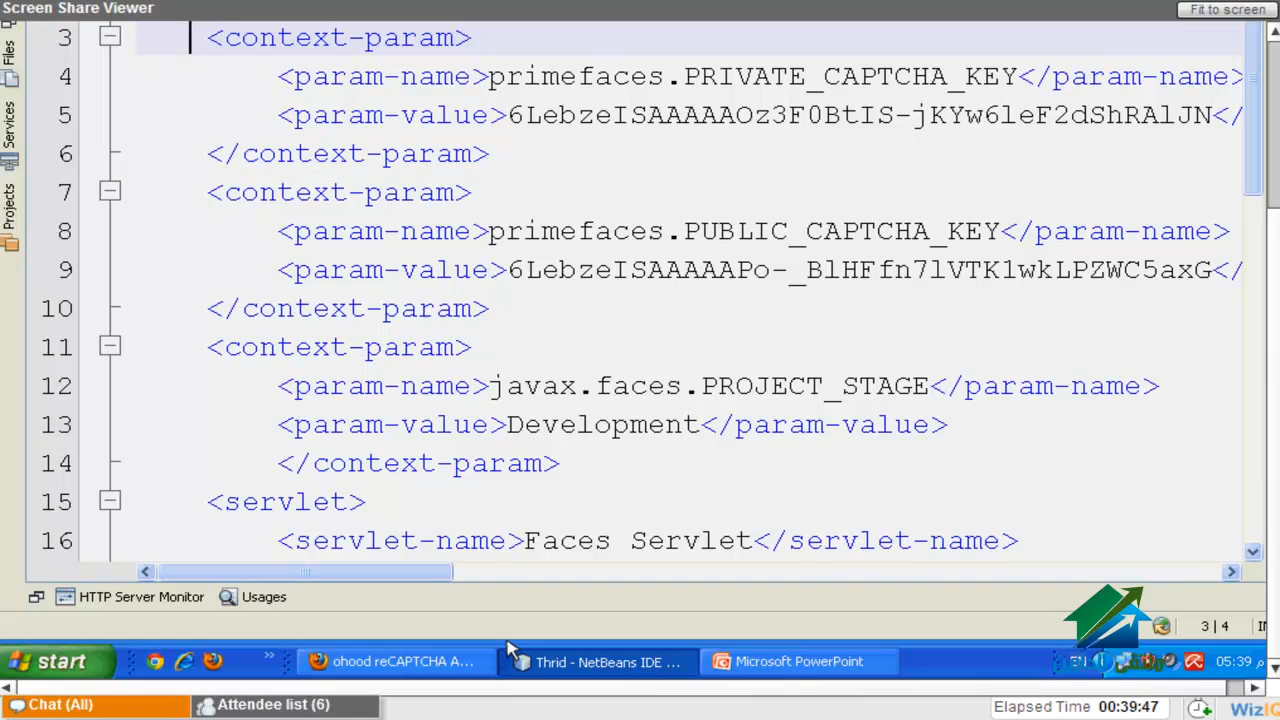 Screen Share Viewer
Fit to screen
Files
Services
Projects
3 <context-param>
4 <param-name>primefaces.PRIVATE_CAPTCHA_KEY</param-name>
5 <param-value>6LebzeISAAAAAOz3F0BtIS-jKYw6leF2dShRAlJN</
6 </context-param>
7 <context-param>
8 <param-name>primefaces.PUBLIC_CAPTCHA_KEY</param-name>
9 <param-value>6LebzeISAAAAAPo-_BlHFfn7lVTK1wkLPZWC5axG</
10 </context-param>
11 <context-param>
12 <param-name>javax.faces.PROJECT_STAGE</param-name>
13 <param-value>Development</param-value>
14 </context-param>
15 <servlet>
16 <servlet-name>Faces Servlet</servlet-name>
HTTP Server Monitor Usages
3 | 4
start
ohood reCAPTCHA A...
Thrid - NetBeans IDE ...
Microsoft PowerPoint
EN
05:39 م
Chat (All)
Attendee list (6)
Elapsed Time 00:39:47
WizIQ